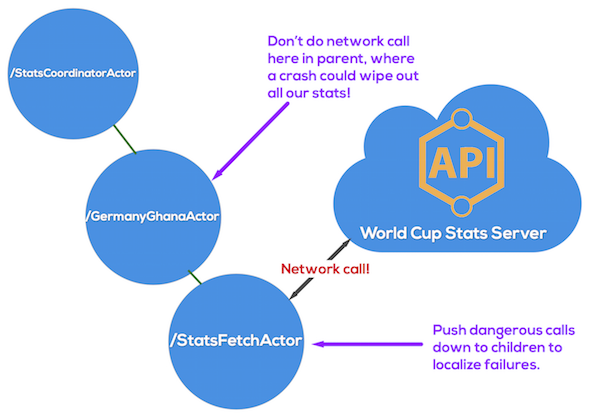 Don't do network call
here in parent, where
a crash could wipe out
all our stats!
/StatsCoordinatorActor
API
/GermanyGhanaActor
World Cup Stats Server
Network call!
/StatsFetchActor
Push dangerous calls
down to children to
localize failures.